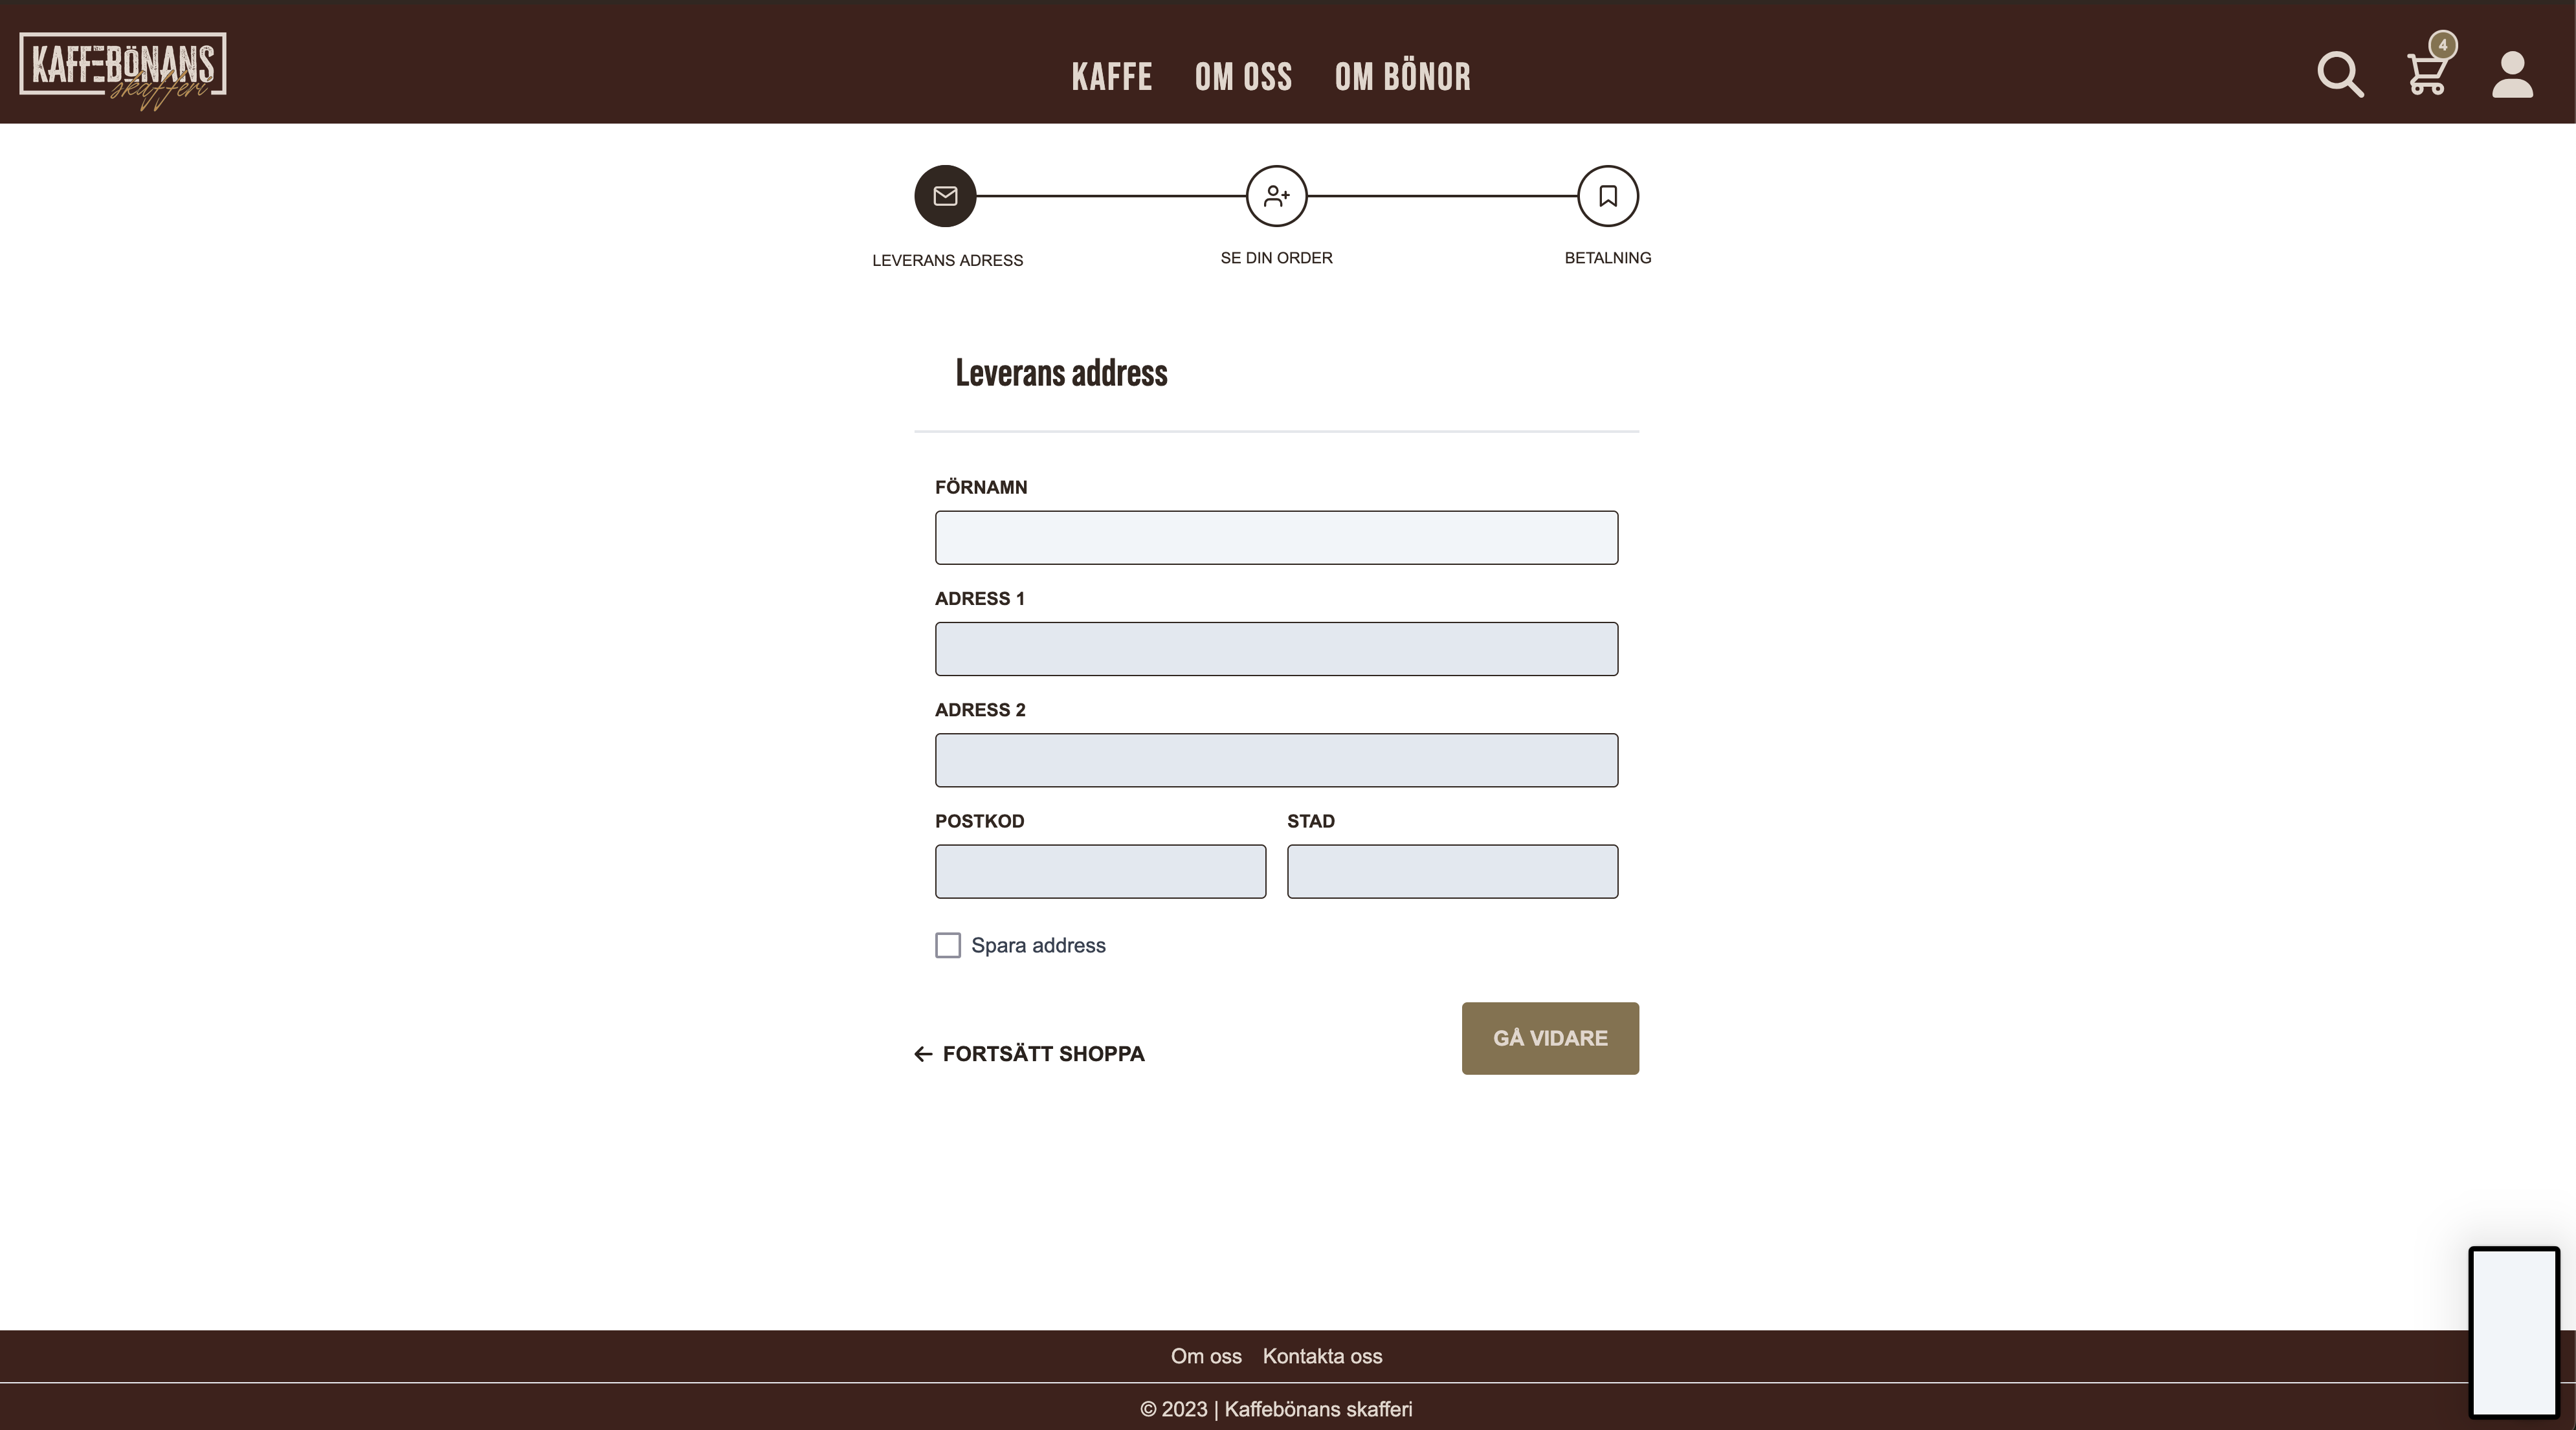 KAFFEBÖNANS
skafferi
KAFFE OM OSS OM BÖNOR
4
LEVERANS ADRESS SE DIN ORDER BETALNING
Leverans address
FÖRNAMN
ADRESS 1
ADRESS 2
POSTKOD STAD
Spara address
FORTSÄTT SHOPPA GÅ VIDARE
Om oss Kontakta oss
© 2023 | Kaffebönans skafferi